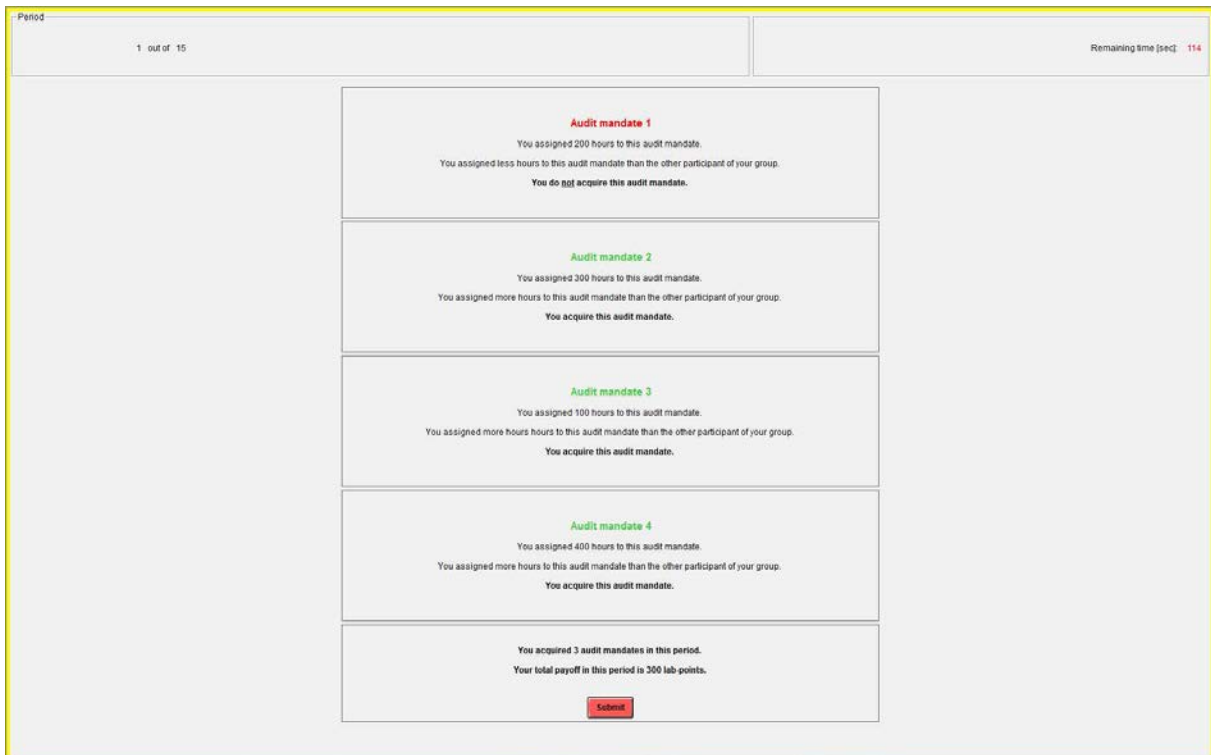 Period
1 out of 15
Remaining time [sec]: 114
Audit mandate 1
You assigned 200 hours to this audit mandate.
You assigned less hours to this audit mandate than the other participant of your group.
You do not acquire this audit mandate.
Audit mandate 2
You assigned 300 hours to this audit mandate.
You assigned more hours to this audit mandate than the other participant of your group.
You acquire this audit mandate.
Audit mandate 3
You assigned 100 hours to this audit mandate.
You assigned more hours hours to this audit mandate than the other participant of your group.
You acquire this audit mandate.
Audit mandate 4
You assigned 400 hours to this audit mandate.
You assigned more hours to this audit mandate than the other participant of your group.
You acquire this audit mandate.
You acquired 3 audit mandates in this period.
Your total payoff in this period is 300 lab-points.
Submit